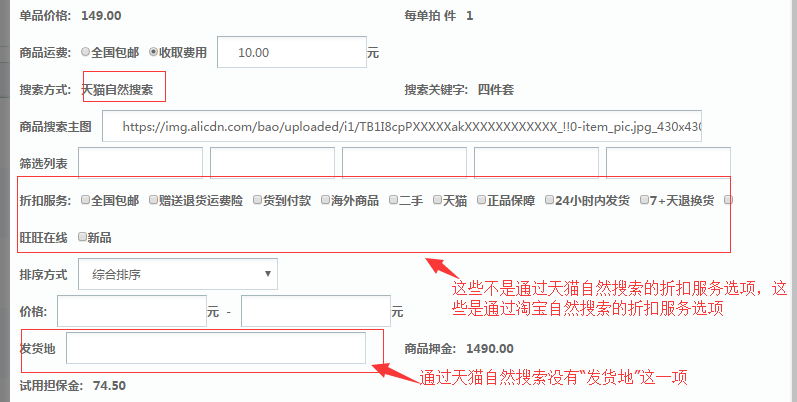 单品价格: 149.00 每单拍 件 1
商品运费: 全国包邮 收取费用 10.00 元
搜索方式: 天猫自然搜索 搜索关键字: 四件套
商品搜索主图 https://img.alicdn.com/bao/uploaded/i1/TB1I8cpPXXXXXakXXXXXXXXXXXX_!!0-item_pic.jpg_430x430
筛选列表
折扣服务: 全国包邮 赠送退货运费险 货到付款 海外商品 二手 天猫 正品保障 24小时内发货 7+天退换货
旺旺在线 新品
排序方式 综合排序
这些不是通过天猫自然搜索的折扣服务选项，这
些是通过淘宝自然搜索的折扣服务选项
价格: 元 - 元
发货地 商品押金: 1490.00
通过天猫自然搜索没有“发货地”这一项
试用担保金: 74.50